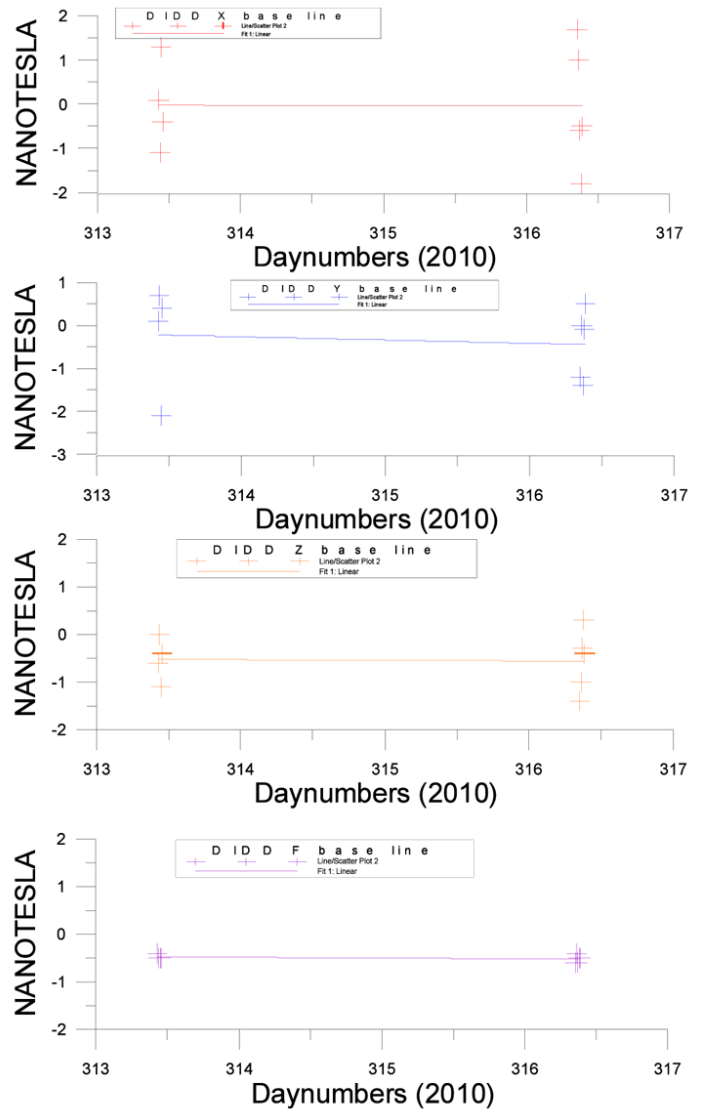 D I D D X base line
Line/Scatter Plot 2
Fit 1: Linear
NANOTESLA
2
1
0
-1
-2
313 314 315 316 317
Daynumbers (2010)
D I D D Y base line
Line/Scatter Plot 2
Fit 1: Linear
NANOTESLA
1
0
-1
-2
-3
313 314 315 316 317
Daynumbers (2010)
D I D D Z base line
Line/Scatter Plot 2
Fit 1: Linear
NANOTESLA
2
1
0
-1
-2
313 314 315 316 317
Daynumbers (2010)
D I D D F base line
Line/Scatter Plot 2
Fit 1: Linear
NANOTESLA
2
1
0
-1
-2
313 314 315 316 317
Daynumbers (2010)